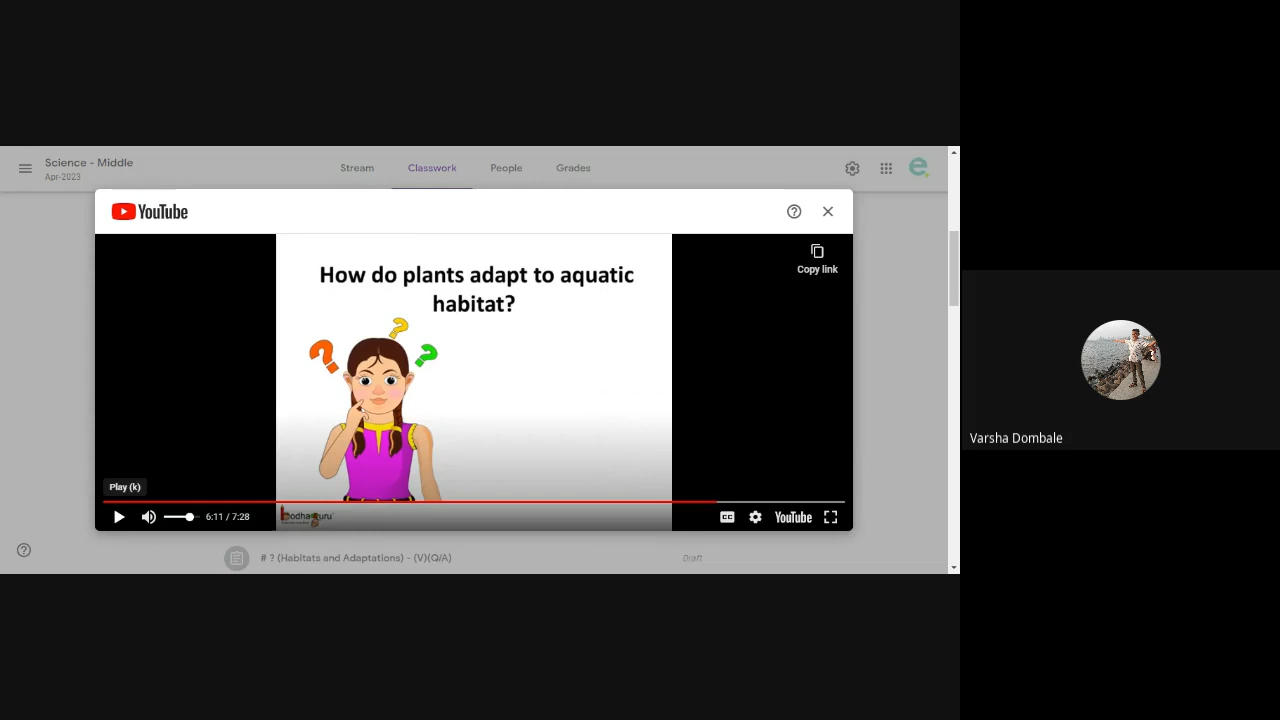 Science - Middle
Apr-2023
Stream
Classwork
People
Grades
YouTube
Copy link
How do plants adapt to aquatic
habitat?
? ? ?
Play (k)
6:11 / 7:28
CC
YouTube
# ? (Habitats and Adaptations) - (V)(Q/A)
Draft
Varsha Dombale